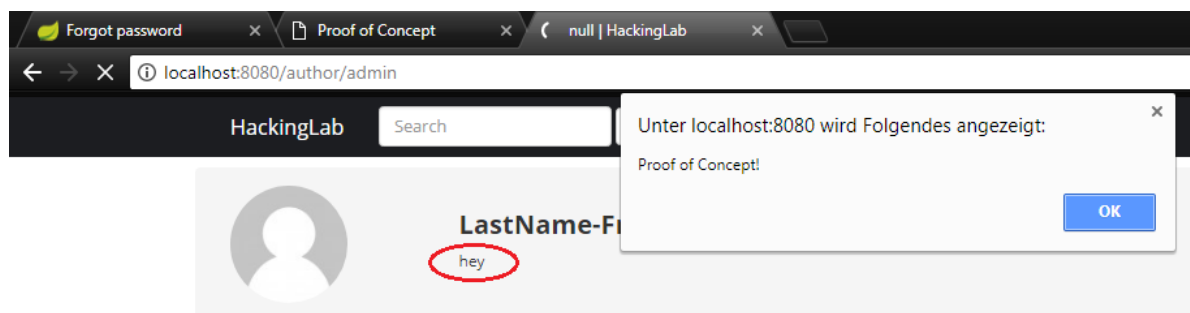 Forgot password
Proof of Concept
null | HackingLab
localhost:8080/author/admin
HackingLab
Search
Unter localhost:8080 wird Folgendes angezeigt:
Proof of Concept!
OK
LastName-Fi
hey